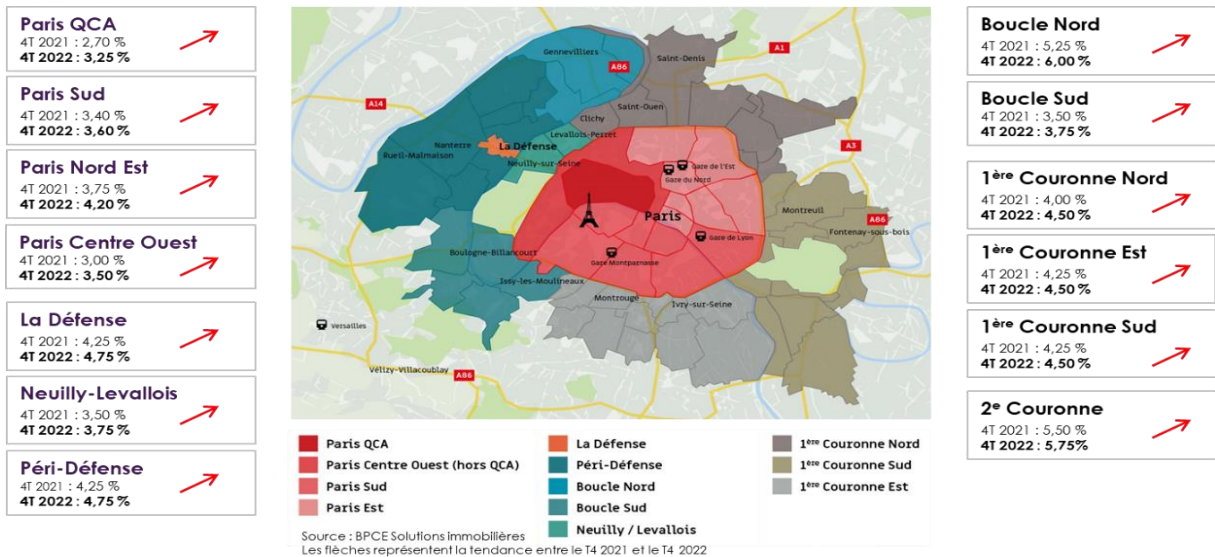 Paris QCA
4T 2021 : 2,70 %
4T 2022 : 3,25 %
Paris Sud
4T 2021 : 3,40 %
4T 2022 : 3,60 %
Paris Nord Est
4T 2021 : 3,75 %
4T 2022 : 4,20 %
Paris Centre Ouest
4T 2021 : 3,00 %
4T 2022 : 3,50 %
La Défense
4T 2021 : 4,25 %
4T 2022 : 4,75 %
Neuilly-Levallois
4T 2021 : 3,50 %
4T 2022 : 3,75 %
Péri-Défense
4T 2021 : 4,25 %
4T 2022 : 4,75 %
Gennevilliers
Saint-Denis
A1
A86
A14
Saint-Ouen
Clichy
Levallois-Perret
Nanterre
La Défense
A3
Rueil-Malmaison
Neuilly-sur-Seine
Gare de l'Est
Gare du Nord
Montreuil
Paris
A86
Fontenay-sous-bois
Gare de Lyon
Boulogne-Billancourt
Gare Montparnasse
Issy-les-Moulineaux
Montrouge
Ivry-sur-Seine
Versailles
Vélizy-Villacoublay
A86
Paris QCA
Paris Centre Ouest (hors QCA)
Paris Sud
Paris Est
La Défense
Péri-Défense
Boucle Nord
Boucle Sud
Neuilly / Levallois
1ère Couronne Nord
1ère Couronne Sud
1ère Couronne Est
Source : BPCE Solutions immobilières
Les flèches représentent la tendance entre le T4 2021 et le T4 2022
Boucle Nord
4T 2021 : 5,25 %
4T 2022 : 6,00 %
Boucle Sud
4T 2021 : 3,50 %
4T 2022 : 3,75 %
1ère Couronne Nord
4T 2021 : 4,00 %
4T 2022 : 4,50 %
1ère Couronne Est
4T 2021 : 4,25 %
4T 2022 : 4,50 %
1ère Couronne Sud
4T 2021 : 4,25 %
4T 2022 : 4,50 %
2e Couronne
4T 2021 : 5,50 %
4T 2022 : 5,75%